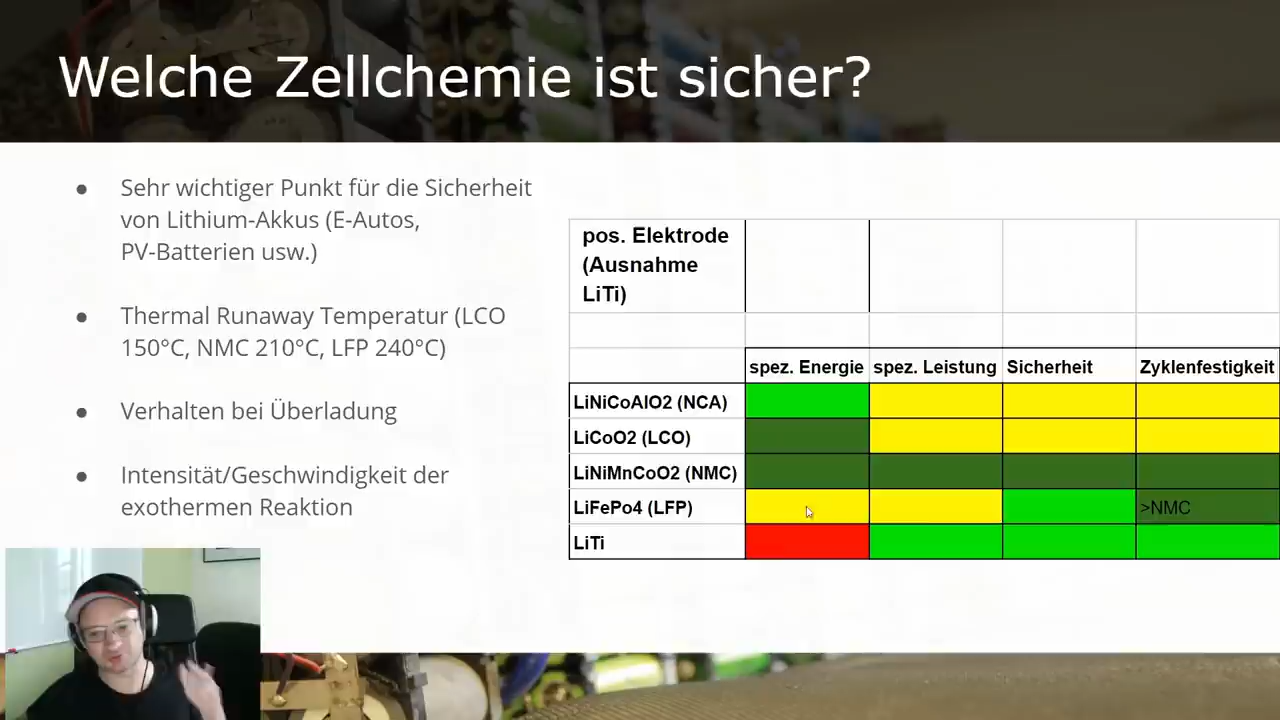 Welche Zellchemie ist sicher?
● Sehr wichtiger Punkt für die Sicherheit
von Lithium-Akkus (E-Autos,
PV-Batterien usw.)
● Thermal Runaway Temperatur (LCO
150°C, NMC 210°C, LFP 240°C)
● Verhalten bei Überladung
● Intensität/Geschwindigkeit der
exothermen Reaktion
pos. Elektrode
(Ausnahme
LiTi)
spez. Energie spez. Leistung Sicherheit Zyklenfestigkeit
LiNiCoAlO2 (NCA)
LiCoO2 (LCO)
LiNiMnCoO2 (NMC)
LiFePo4 (LFP) >NMC
LiTi